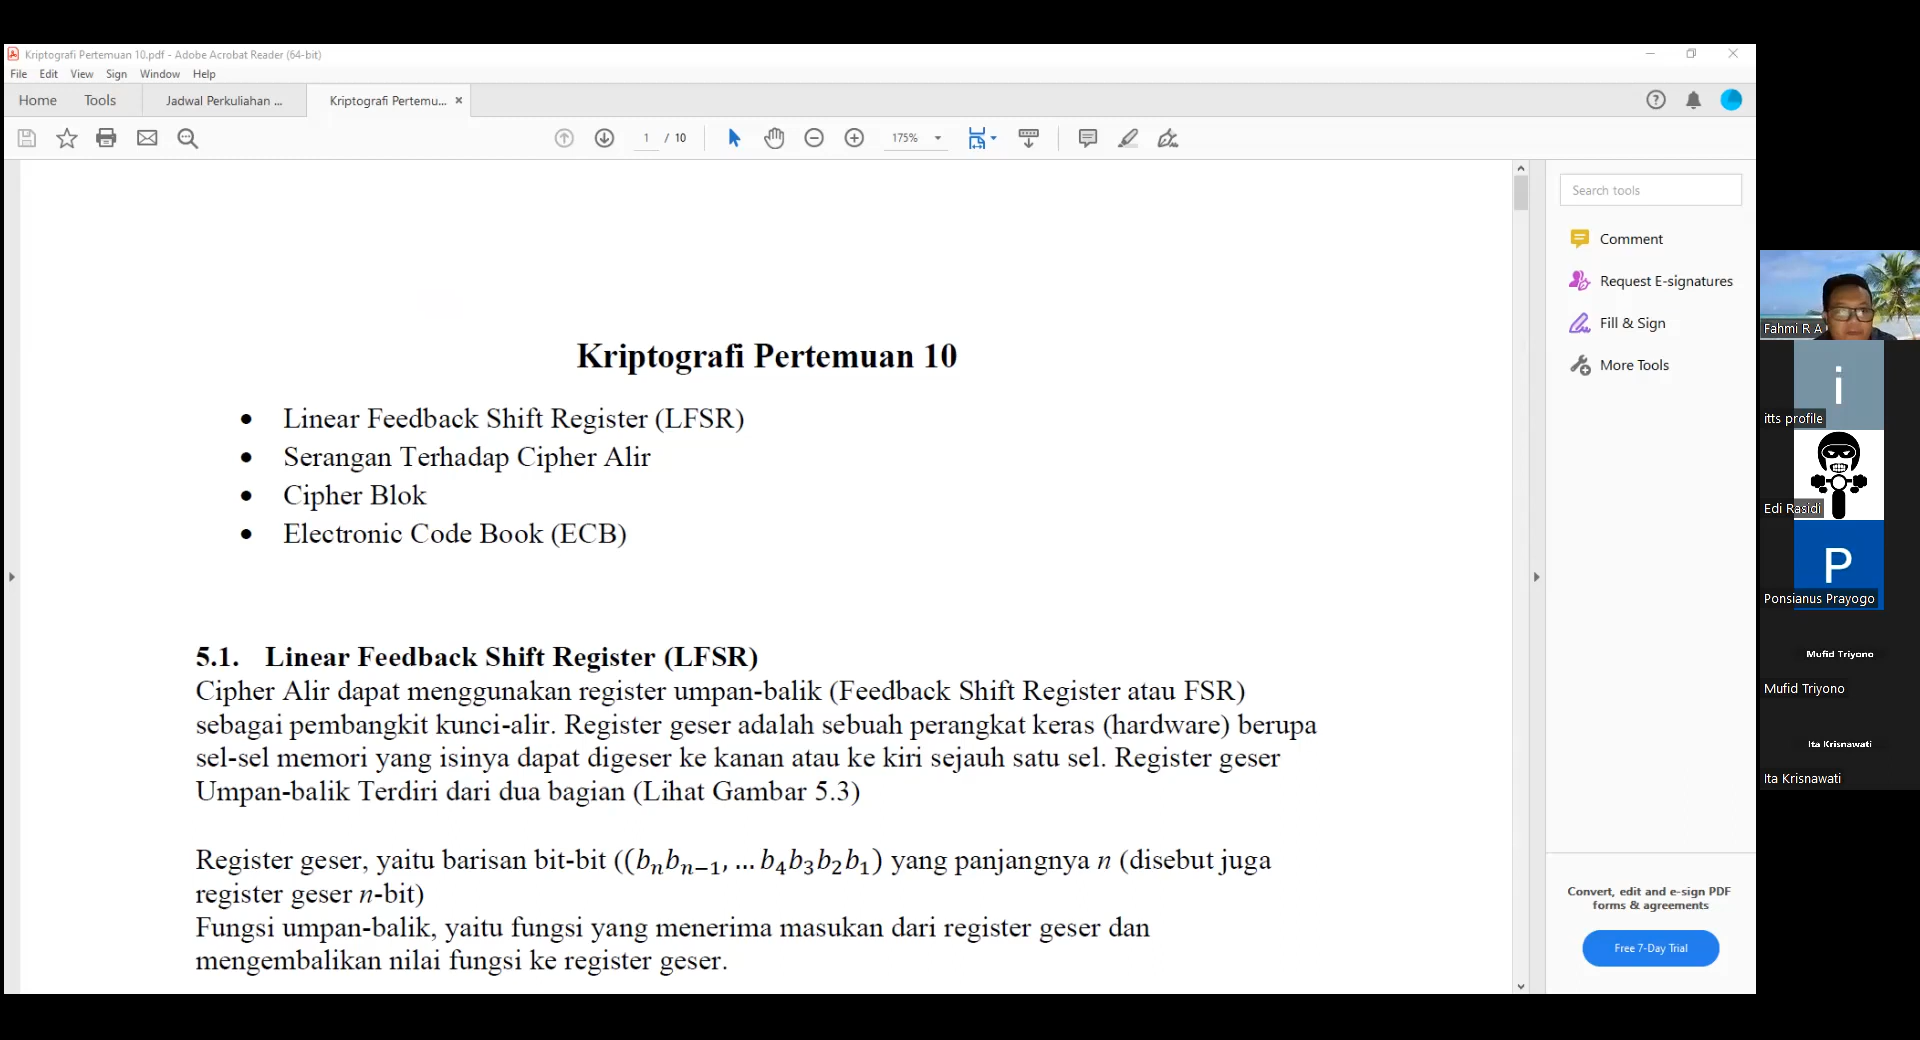 Kriptografi Pertemuan 10.pdf - Adobe Acrobat Reader (64-bit)
File Edit View Sign Window Help
Home Tools Jadwal Perkuliahan ... Kriptografi Pertemu... ×
1 / 10 175%
Search tools
Comment
Request E-signatures
Fill & Sign
More Tools
Convert, edit and e-sign PDF
forms & agreements
Free 7-Day Trial
Kriptografi Pertemuan 10
• Linear Feedback Shift Register (LFSR)
• Serangan Terhadap Cipher Alir
• Cipher Blok
• Electronic Code Book (ECB)
5.1. Linear Feedback Shift Register (LFSR)
Cipher Alir dapat menggunakan register umpan-balik (Feedback Shift Register atau FSR)
sebagai pembangkit kunci-alir. Register geser adalah sebuah perangkat keras (hardware) berupa
sel-sel memori yang isinya dapat digeser ke kanan atau ke kiri sejauh satu sel. Register geser
Umpan-balik Terdiri dari dua bagian (Lihat Gambar 5.3)
Register geser, yaitu barisan bit-bit ((bₙbₙ₋₁, … b₄b₃b₂b₁) yang panjangnya n (disebut juga
register geser n-bit)
Fungsi umpan-balik, yaitu fungsi yang menerima masukan dari register geser dan
mengembalikan nilai fungsi ke register geser.
Fahmi R A
i
itts profile
Edi Rasidi
P
Ponsianus Prayogo
Mufid Triyono
Mufid Triyono
Ita Krisnawati
Ita Krisnawati